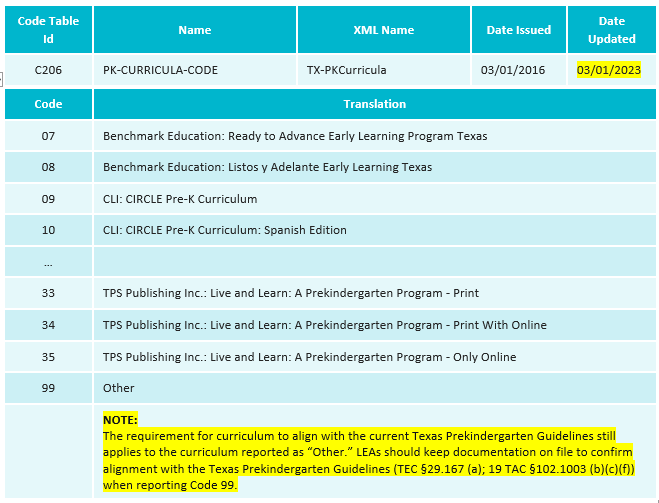 Code Table Id Name XML Name Date Issued Date Updated
C206 PK-CURRICULA-CODE TX-PKCurricula 03/01/2016 03/01/2023
Code Translation
07 Benchmark Education: Ready to Advance Early Learning Program Texas
08 Benchmark Education: Listos y Adelante Early Learning Texas
09 CLI: CIRCLE Pre-K Curriculum
10 CLI: CIRCLE Pre-K Curriculum: Spanish Edition
...
33 TPS Publishing Inc.: Live and Learn: A Prekindergarten Program - Print
34 TPS Publishing Inc.: Live and Learn: A Prekindergarten Program - Print With Online
35 TPS Publishing Inc.: Live and Learn: A Prekindergarten Program - Only Online
99 Other
NOTE:
The requirement for curriculum to align with the current Texas Prekindergarten Guidelines still
applies to the curriculum reported as “Other.” LEAs should keep documentation on file to confirm
alignment with the Texas Prekindergarten Guidelines (TEC §29.167 (a); 19 TAC §102.1003 (b)(c)(f))
when reporting Code 99.